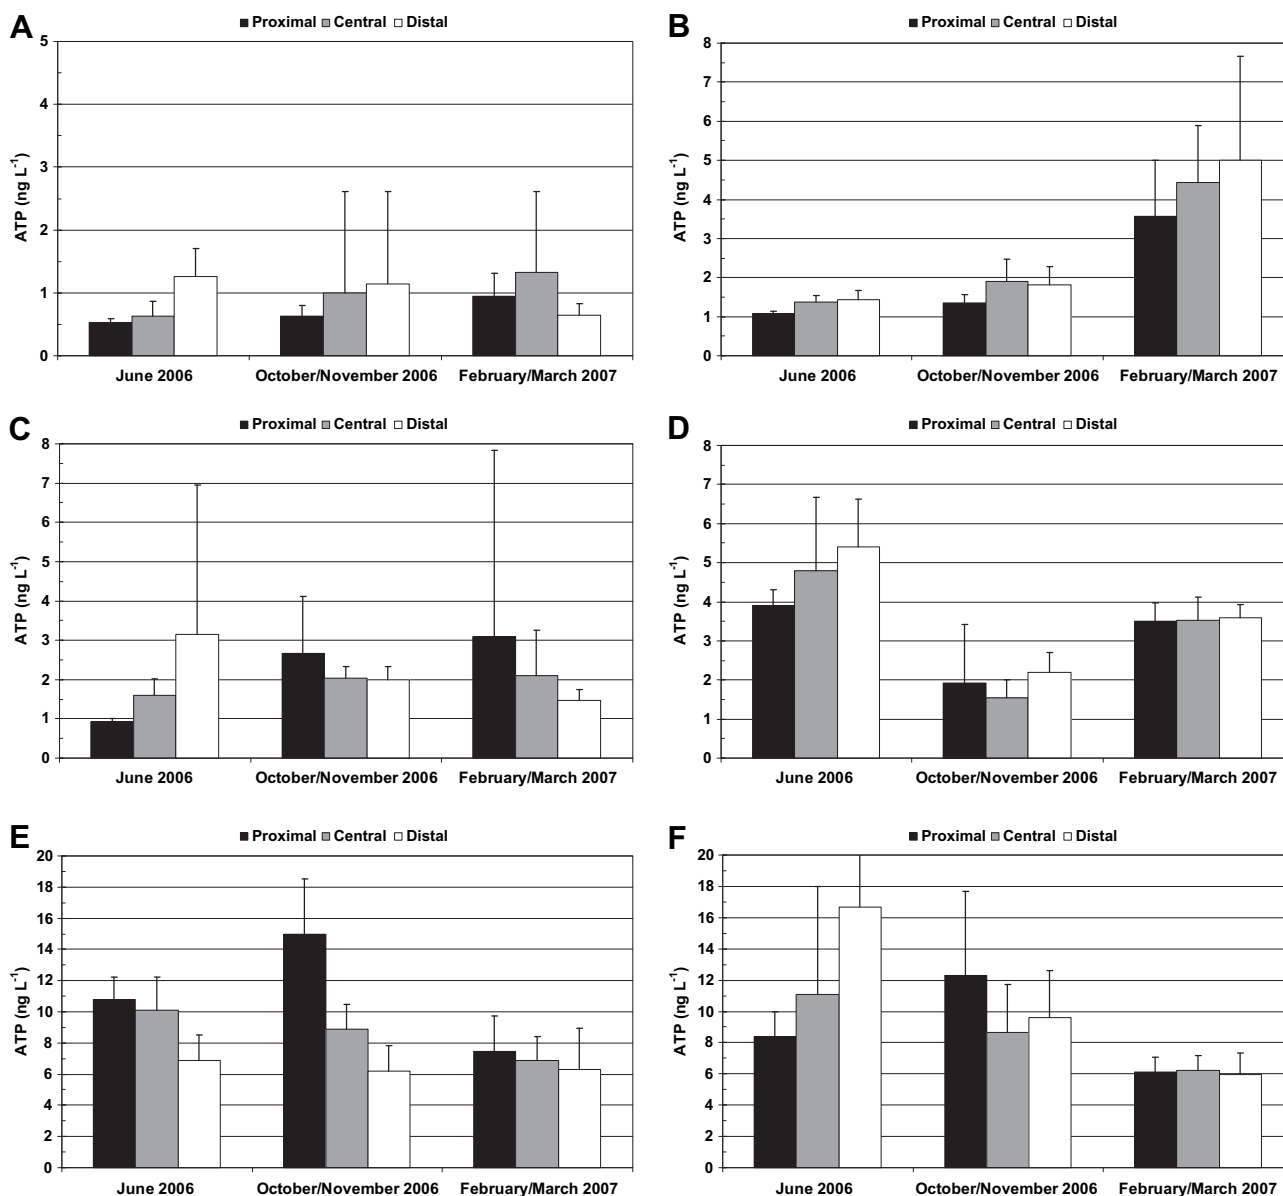 A
■ Proximal ■ Central □ Distal
ATP (ng L⁻¹)
5
4
3
2
1
0
June 2006 October/November 2006 February/March 2007
B
■ Proximal ■ Central □ Distal
ATP (ng L⁻¹)
8
7
6
5
4
3
2
1
0
June 2006 October/November 2006 February/March 2007
C
■ Proximal ■ Central □ Distal
ATP (ng L⁻¹)
8
7
6
5
4
3
2
1
0
June 2006 October/November 2006 February/March 2007
D
■ Proximal ■ Central □ Distal
ATP (ng L⁻¹)
8
7
6
5
4
3
2
1
0
June 2006 October/November 2006 February/March 2007
E
■ Proximal ■ Central □ Distal
ATP (ng L⁻¹)
20
18
16
14
12
10
8
6
4
2
0
June 2006 October/November 2006 February/March 2007
F
■ Proximal ■ Central □ Distal
ATP (ng L⁻¹)
20
18
16
14
12
10
8
6
4
2
0
June 2006 October/November 2006 February/March 2007